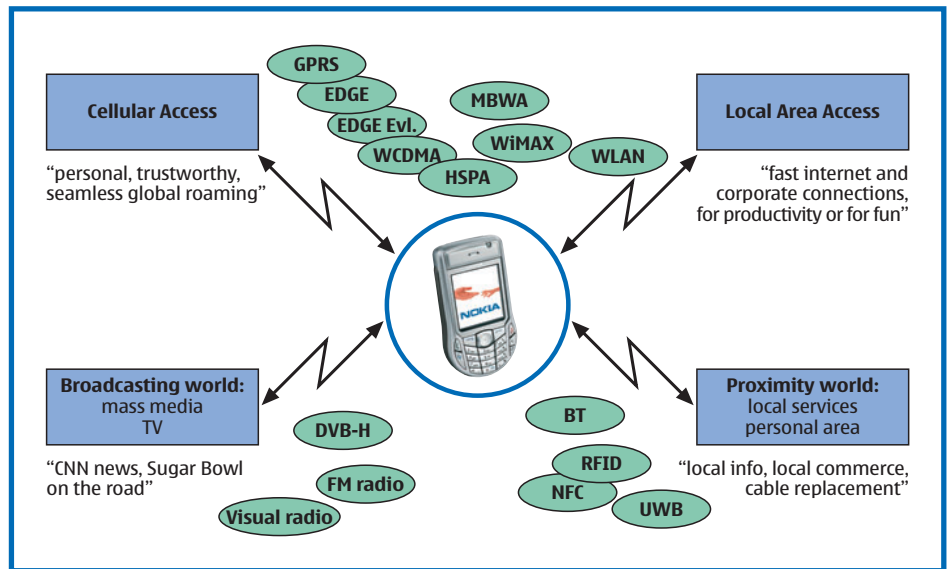 GPRS
EDGE
EDGE Evl.
WCDMA
HSPA
MBWA
WiMAX
WLAN
Cellular Access
“personal, trustworthy,
seamless global roaming”
Local Area Access
“fast internet and
corporate connections,
for productivity or for fun”
NOKIA
Broadcasting world:
mass media
TV
“CNN news, Sugar Bowl
on the road”
DVB-H
FM radio
Visual radio
BT
RFID
NFC
UWB
Proximity world:
local services
personal area
“local info, local commerce,
cable replacement”